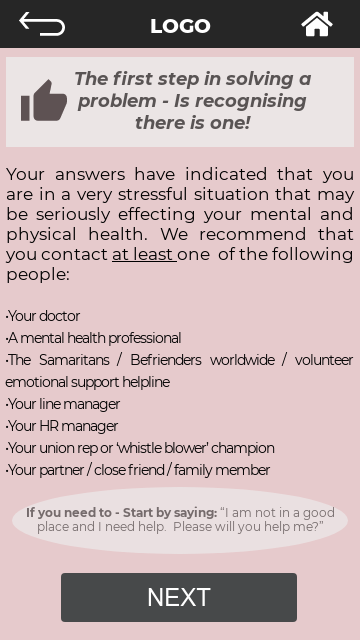 LOGO
The first step in solving a
problem - Is recognising
there is one!
Your answers have indicated that you
are in a very stressful situation that may
be seriously effecting your mental and
physical health. We recommend that
you contact at least one of the following
people:
•Your doctor
•A mental health professional
•The Samaritans / Befrienders worldwide / volunteer
emotional support helpline
•Your line manager
•Your HR manager
•Your union rep or ‘whistle blower’ champion
•Your partner / close friend / family member
If you need to - Start by saying: “I am not in a good
place and I need help. Please will you help me?”
NEXT